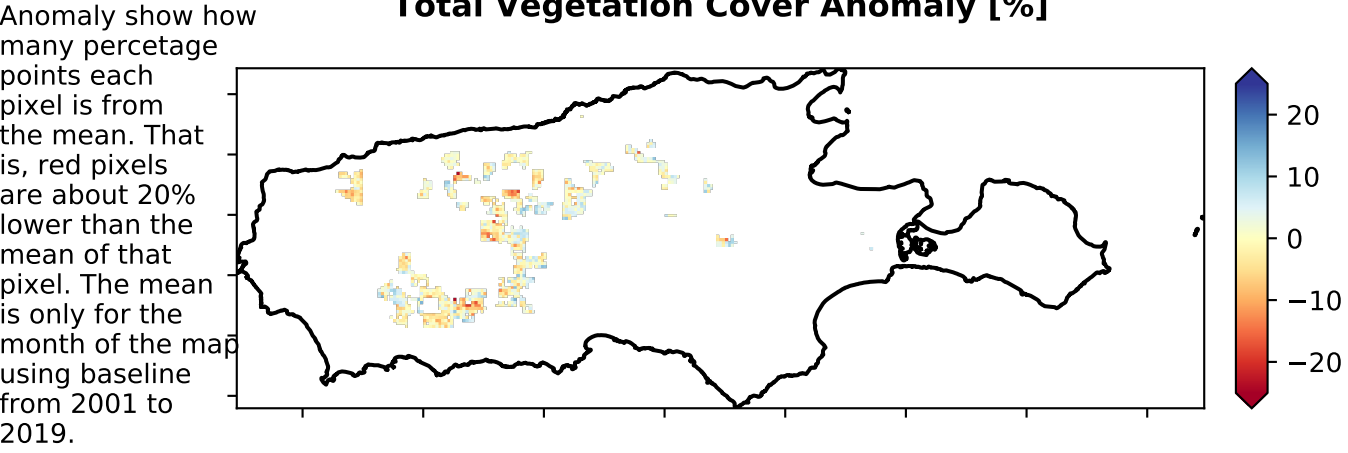 Total Vegetation Cover Anomaly [%]
Anomaly show how
many percetage
points each
pixel is from
the mean. That
is, red pixels
are about 20%
lower than the
mean of that
pixel. The mean
is only for the
month of the map
using baseline
from 2001 to
2019.
20
10
0
−10
−20